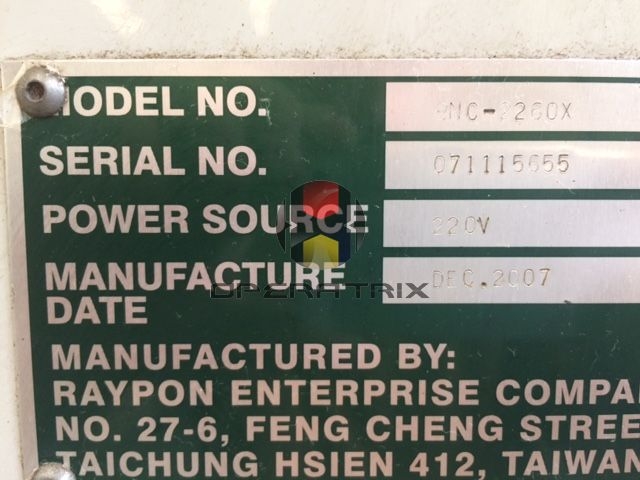 MODEL NO. NC-2260X
SERIAL NO. 071115655
POWER SOURCE 220V
MANUFACTURE DEC.2007
OPERATRIX
DATE
MANUFACTURED BY:
RAYPON ENTERPRISE COMPA
NO. 27-6, FENG CHENG STREE
TAICHUNG HSIEN 412, TAIWAN